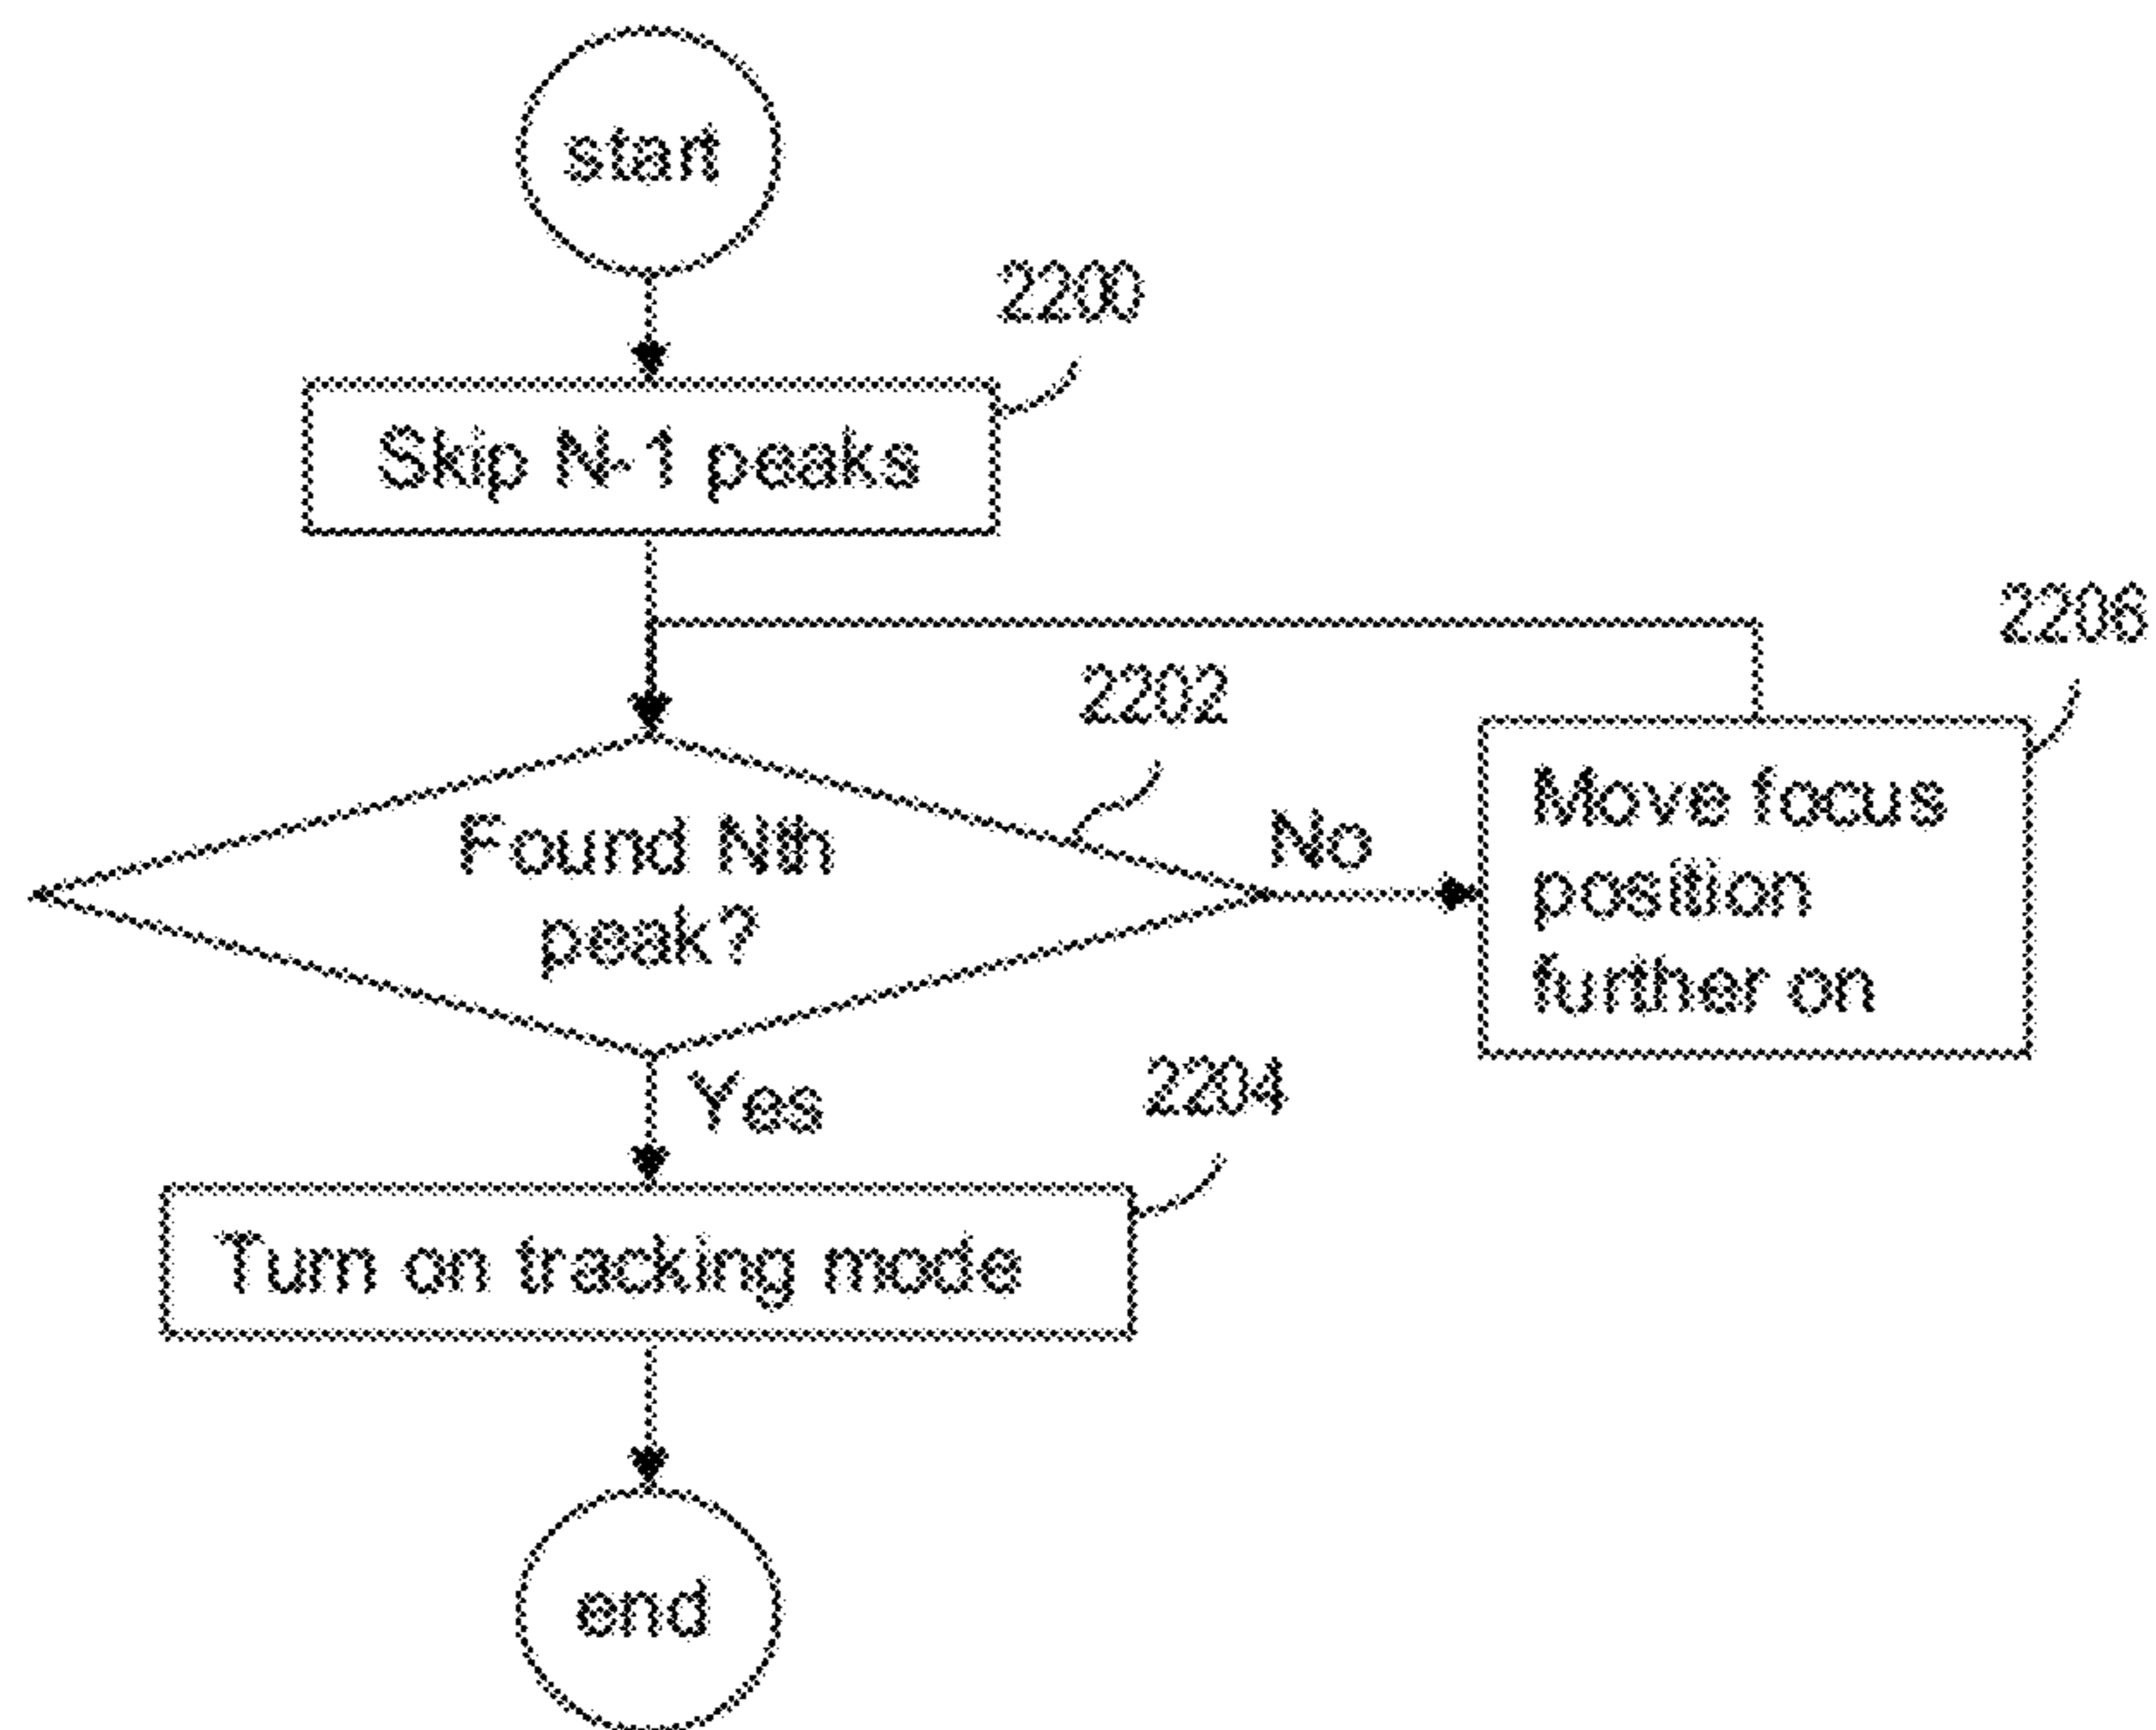 start
2200
Skip N-1 peaks
2206
2202
Found Nth
peak?
No
Move focus
position
further on
Yes
2204
Turn on tracking mode
end